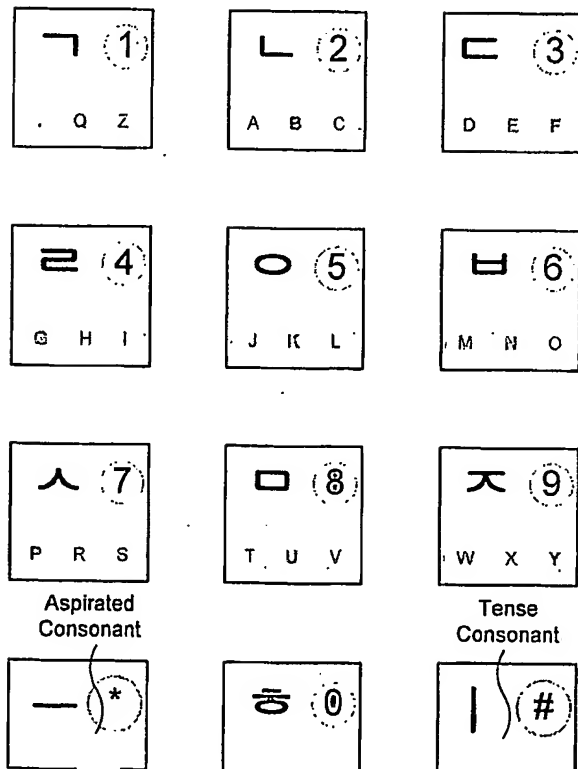 ㄱ 1
. Q Z
ㄴ 2
A B C
ㄷ 3
D E F
ㄹ 4
G H I
ㅇ 5
J K L
ㅂ 6
M N O
ㅅ 7
P R S
ㅁ 8
T U V
ㅈ 9
W X Y
Aspirated
Consonant
Tense
Consonant
ㅡ *
ㅎ 0
ㅣ #